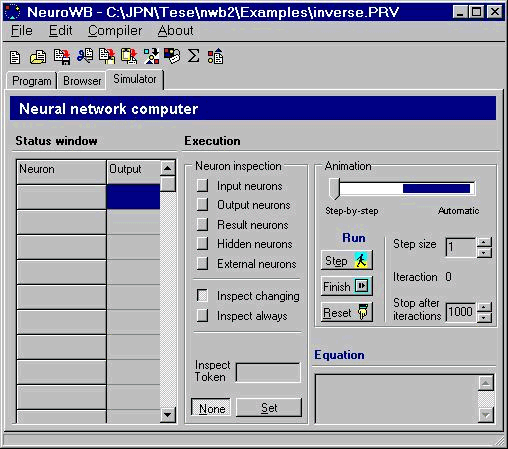 NeuroWB - C:\JPN\Tese\nwb2\Examples\inverse.PRV
File Edit Compiler About
Program Browser Simulator
Neural network computer
Status window
Neuron Output
Execution
Neuron inspection
Input neurons
Output neurons
Result neurons
Hidden neurons
External neurons
Inspect changing
Inspect always
Inspect
Token
None Set
Animation
Step-by-step Automatic
Run
Step
Finish
Reset
Step size 1
Iteraction 0
Stop after
iteractions 1000
Equation